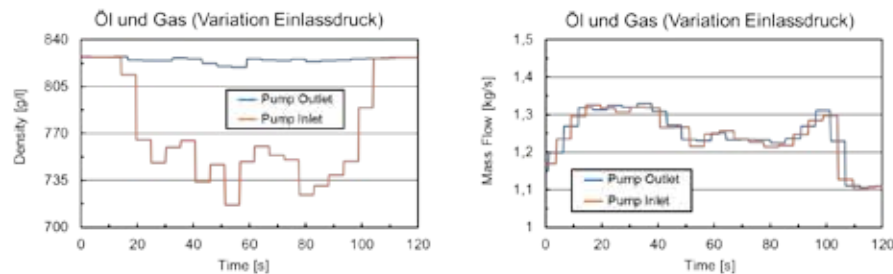 Öl und Gas (Variation Einlassdruck)
840
805
770
735
700
Density [g/l]
Pump Outlet
Pump Inlet
0
20
40
60
80
100
120
Time [s]
Öl und Gas (Variation Einlassdruck)
1,5
1,4
1,3
1,2
1,1
1
Mass Flow [kg/s]
Pump Outlet
Pump Inlet
0
20
40
60
80
100
120
Time [s]